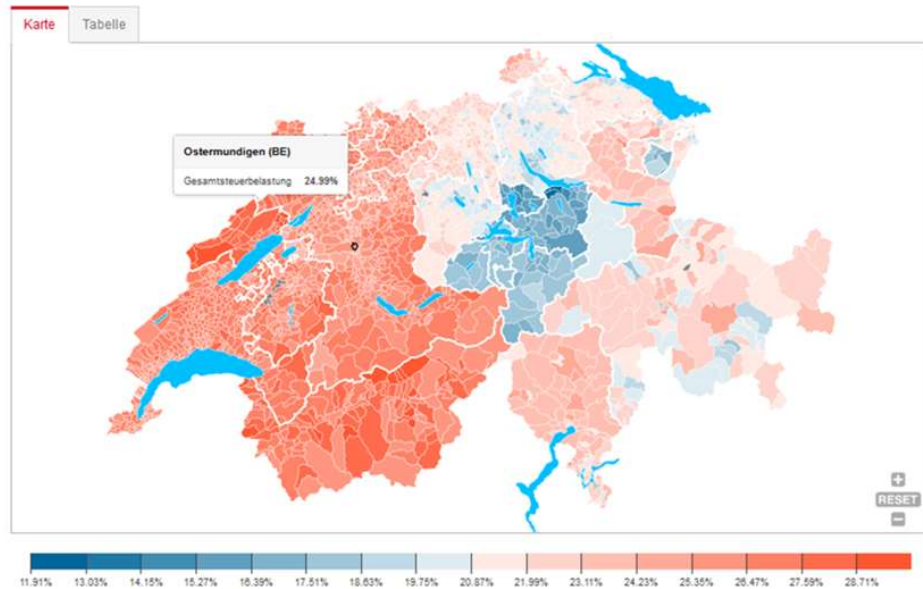 Karte Tabelle
Ostermundigen (BE)
Gesamtsteuerbelastung 24.99%
+
RESET
−
11.91% 13.03% 14.15% 15.27% 16.39% 17.51% 18.63% 19.75% 20.87% 21.99% 23.11% 24.23% 25.35% 26.47% 27.59% 28.71%